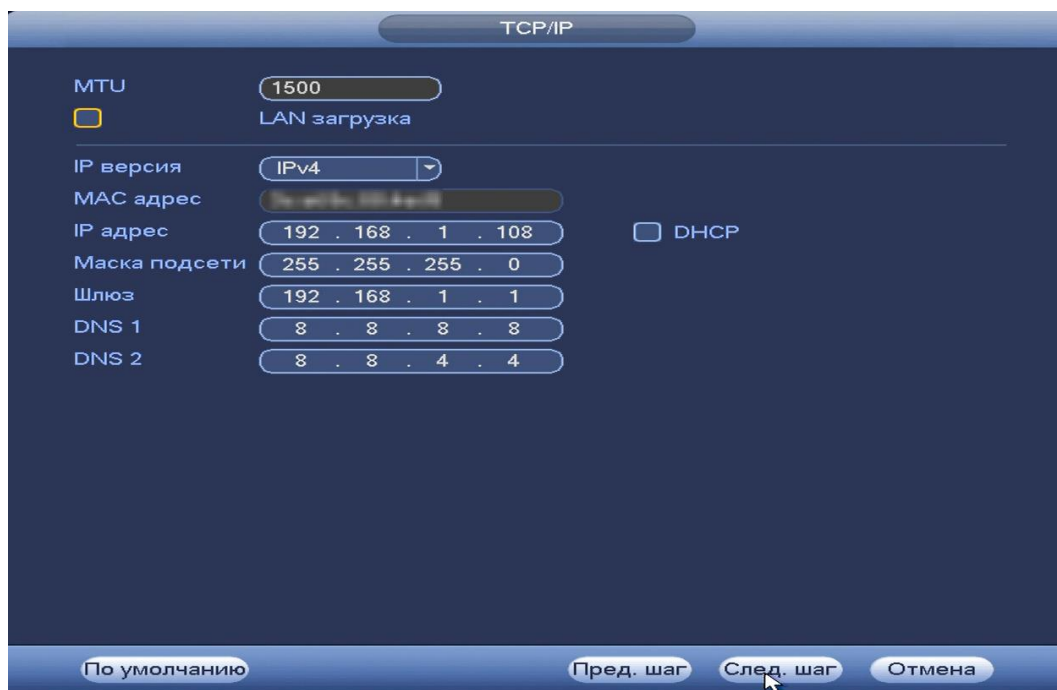 TCP/IP
MTU 1500
LAN загрузка
IP версия IPv4
MAC адрес
IP адрес 192 . 168 . 1 . 108 DHCP
Маска подсети 255 . 255 . 255 . 0
Шлюз 192 . 168 . 1 . 1
DNS 1 8 . 8 . 8 . 8
DNS 2 8 . 8 . 4 . 4
По умолчанию Пред. шаг След. шаг Отмена